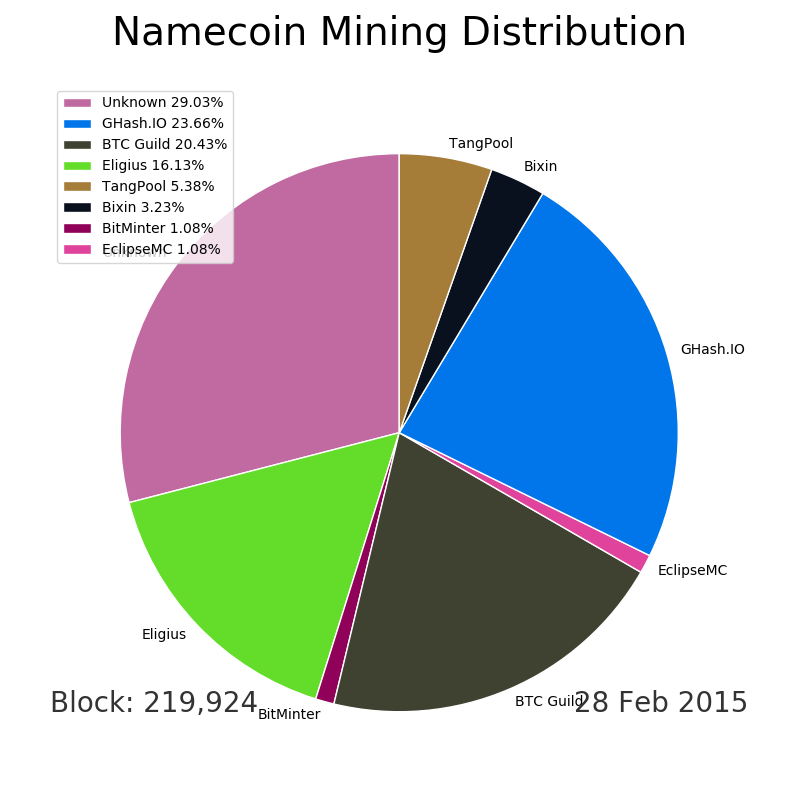 Namecoin Mining Distribution
Unknown 29.03%
GHash.IO 23.66%
BTC Guild 20.43%
Eligius 16.13%
TangPool 5.38%
Bixin 3.23%
BitMinter 1.08%
EclipseMC 1.08%
Unknown
TangPool
Bixin
GHash.IO
EclipseMC
BTC Guild
BitMinter
Eligius
Block: 219,924
28 Feb 2015